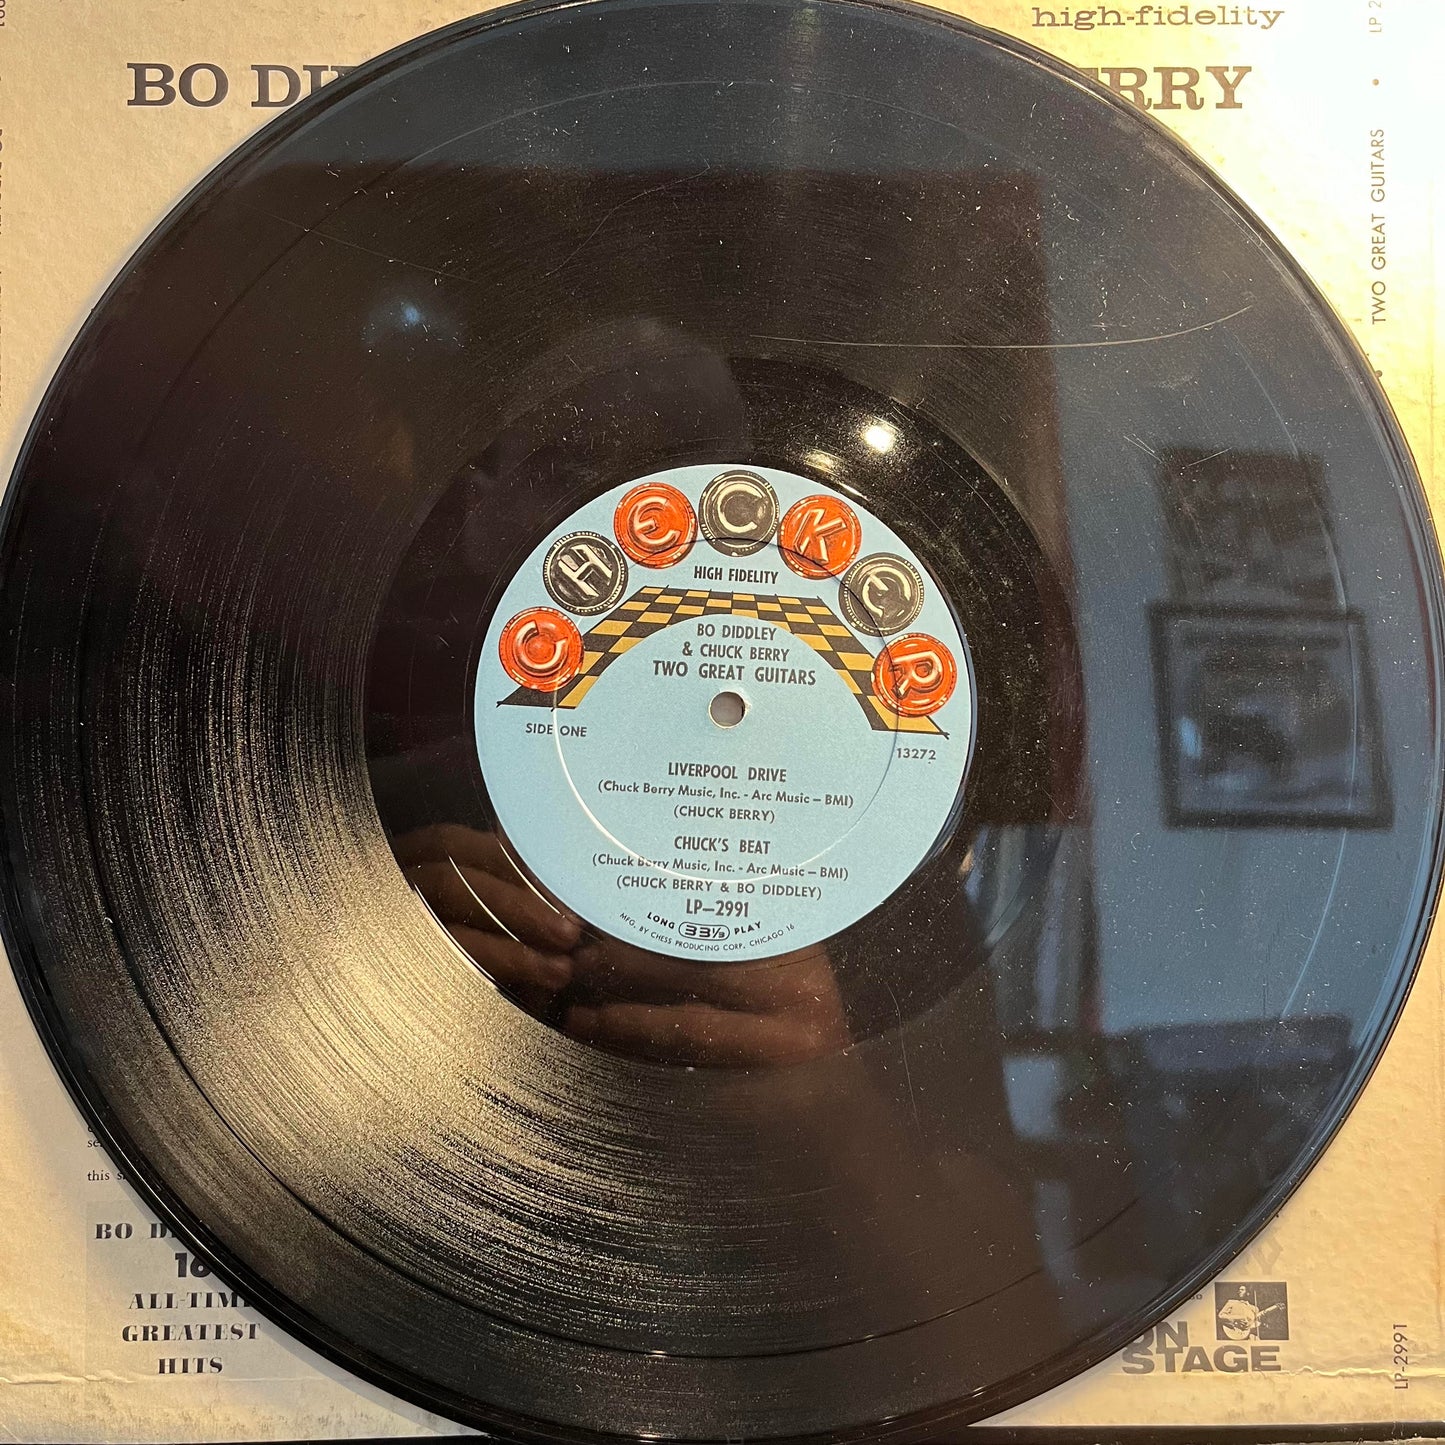 high-fidelity
BO DI
RRY
LP 2
TWO GREAT GUITARS
CHECKER
HIGH FIDELITY
BO DIDDLEY
& CHUCK BERRY
TWO GREAT GUITARS
SIDE ONE
13272
LIVERPOOL DRIVE
(Chuck Berry Music, Inc. - Arc Music – BMI)
(CHUCK BERRY)
CHUCK'S BEAT
(Chuck Berry Music, Inc. - Arc Music – BMI)
(CHUCK BERRY & BO DIDDLEY)
LP–2991
LONG 33⅓ PLAY
MFG. BY CHESS PRODUCING CORP. CHICAGO 16
this
BO D
16
ALL-TIM
GREATEST
HITS
ON
STAGE
LP-2991